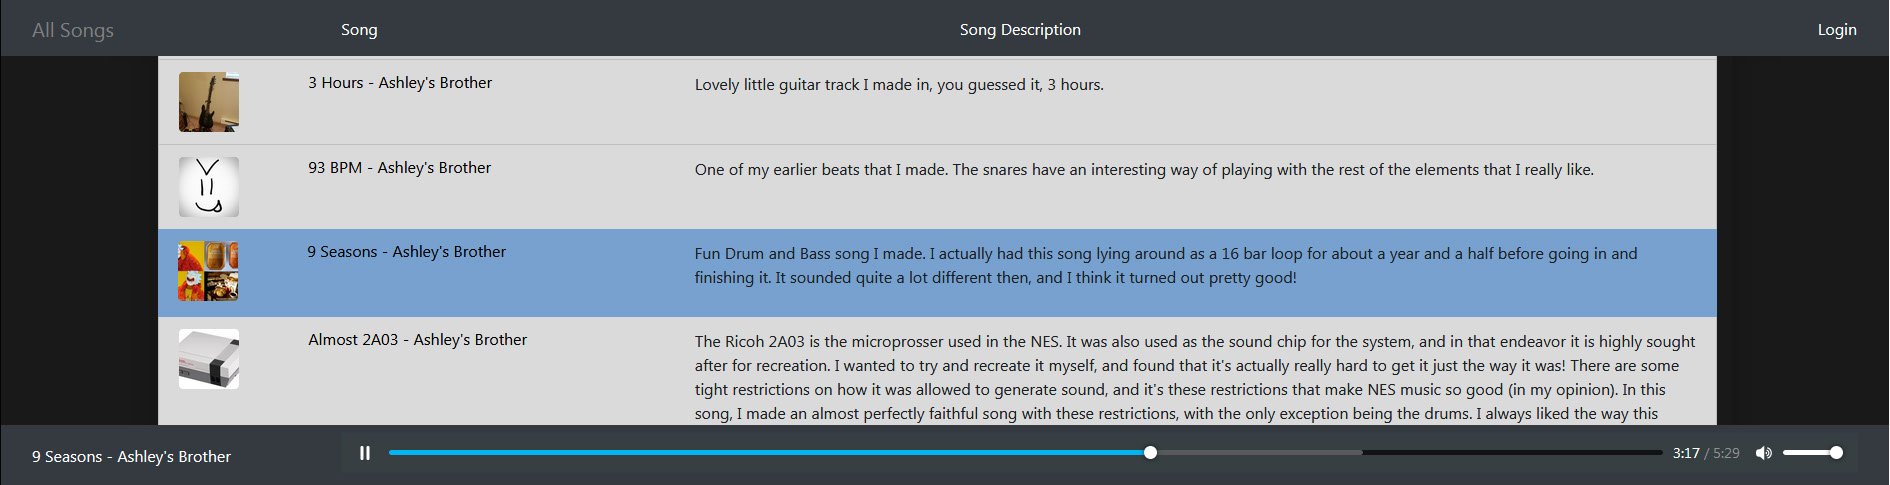 All Songs
Song
Song Description
Login
3 Hours - Ashley's Brother
Lovely little guitar track I made in, you guessed it, 3 hours.
93 BPM - Ashley's Brother
One of my earlier beats that I made. The snares have an interesting way of playing with the rest of the elements that I really like.
9 Seasons - Ashley's Brother
Fun Drum and Bass song I made. I actually had this song lying around as a 16 bar loop for about a year and a half before going in and
finishing it. It sounded quite a lot different then, and I think it turned out pretty good!
Almost 2A03 - Ashley's Brother
The Ricoh 2A03 is the microprosser used in the NES. It was also used as the sound chip for the system, and in that endeavor it is highly sought
after for recreation. I wanted to try and recreate it myself, and found that it's actually really hard to get it just the way it was! There are some
tight restrictions on how it was allowed to generate sound, and it's these restrictions that make NES music so good (in my opinion). In this
song, I made an almost perfectly faithful song with these restrictions, with the only exception being the drums. I always liked the way this
9 Seasons - Ashley's Brother
3:17 / 5:29